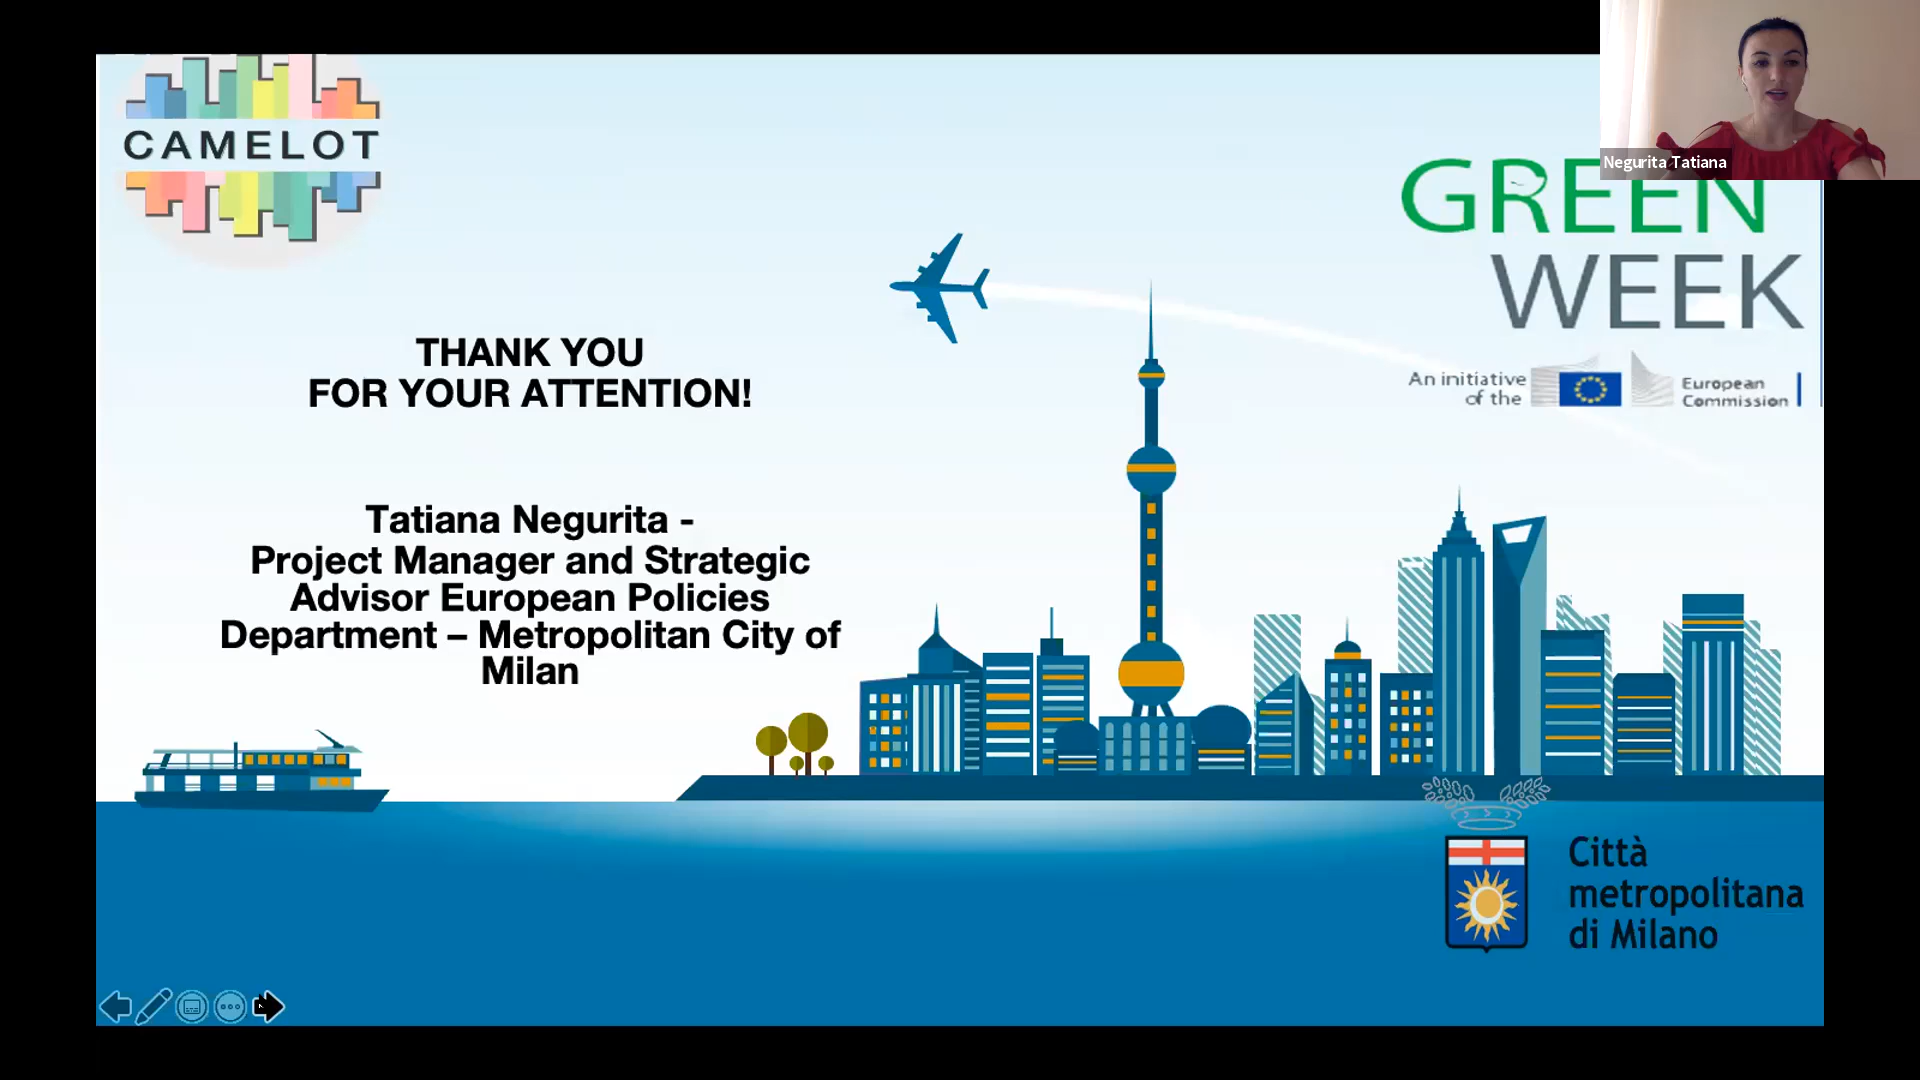 CAMELOT
Negurita Tatiana
GREEN
WEEK
An initiative
of the
European
Commission
THANK YOU
FOR YOUR ATTENTION!
Tatiana Negurita -
Project Manager and Strategic
Advisor European Policies
Department – Metropolitan City of
Milan
Città
metropolitana
di Milano